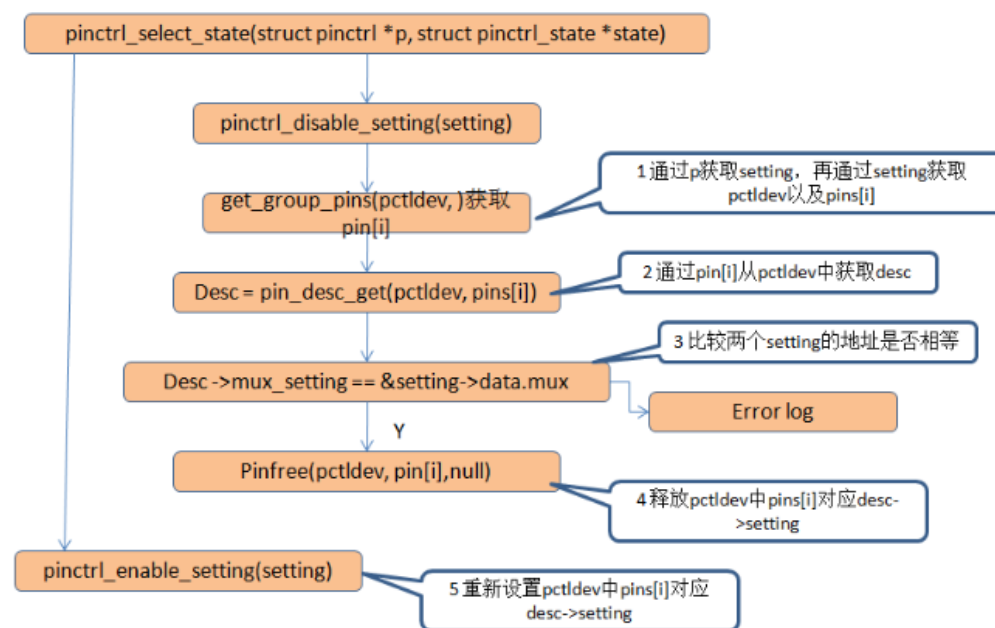 pinctrl_select_state(struct pinctrl *p, struct pinctrl_state *state)
pinctrl_disable_setting(setting)
1通过p获取setting，再通过setting获取
pctldev以及pins[i]
get_group_pins(pctldev, )获取
pin[i]
2 通过pin[i]从pctldev中获取desc
Desc = pin_desc_get(pctldev, pins[i])
3 比较两个setting的地址是否相等
Desc ->mux_setting == &setting->data.mux
Error log
Y
Pinfree(pctldev, pin[i],null)
4 释放pctldev中pins[i]对应desc-
>setting
pinctrl_enable_setting(setting)
5 重新设置pctldev中pins[i]对应
desc->setting